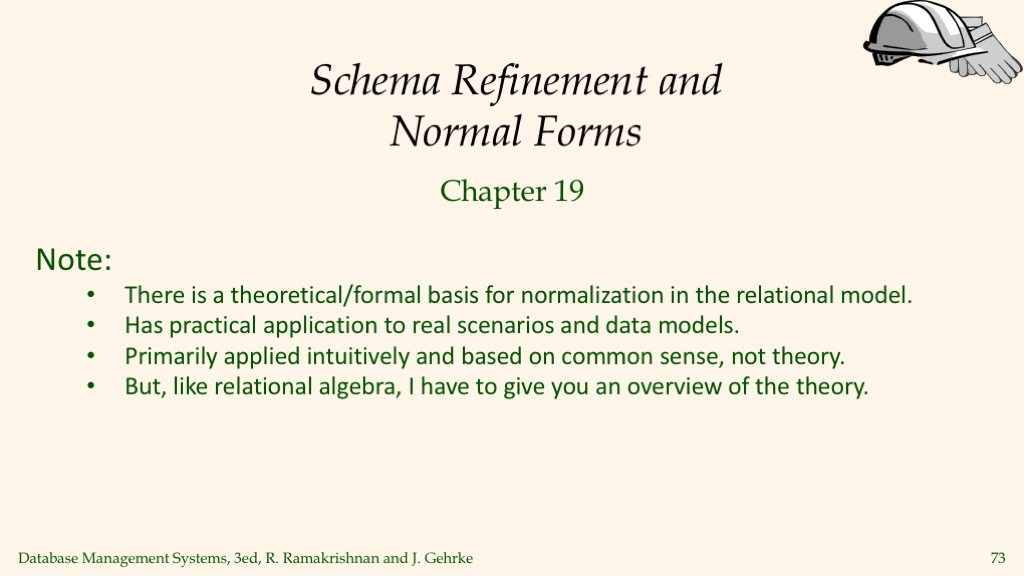 Schema Refinement and
Normal Forms
Chapter 19
Note:
• There is a theoretical/formal basis for normalization in the relational model.
• Has practical application to real scenarios and data models.
• Primarily applied intuitively and based on common sense, not theory.
• But, like relational algebra, I have to give you an overview of the theory.
Database Management Systems, 3ed, R. Ramakrishnan and J. Gehrke 73